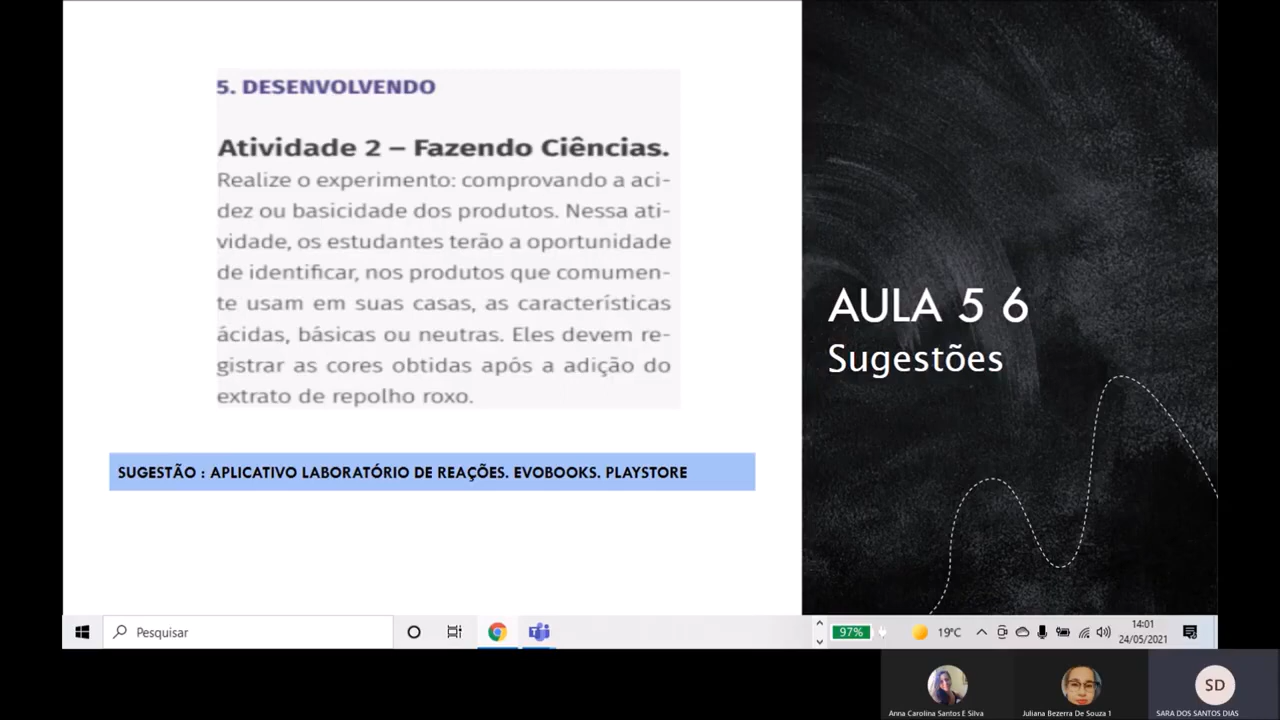 5. DESENVOLVENDO
Atividade 2 – Fazendo Ciências.
Realize o experimento: comprovando a aci-
dez ou basicidade dos produtos. Nessa ati-
vidade, os estudantes terão a oportunidade
de identificar, nos produtos que comumen-
te usam em suas casas, as características
ácidas, básicas ou neutras. Eles devem re-
gistrar as cores obtidas após a adição do
extrato de repolho roxo.
SUGESTÃO : APLICATIVO LABORATÓRIO DE REAÇÕES. EVOBOOKS. PLAYSTORE
AULA 5 6
Sugestões
Pesquisar
97%
19°C
14:01
24/05/2021
SD
Anna Carolina Santos E Silva
Juliana Bezerra De Souza 1
SARA DOS SANTOS DIAS